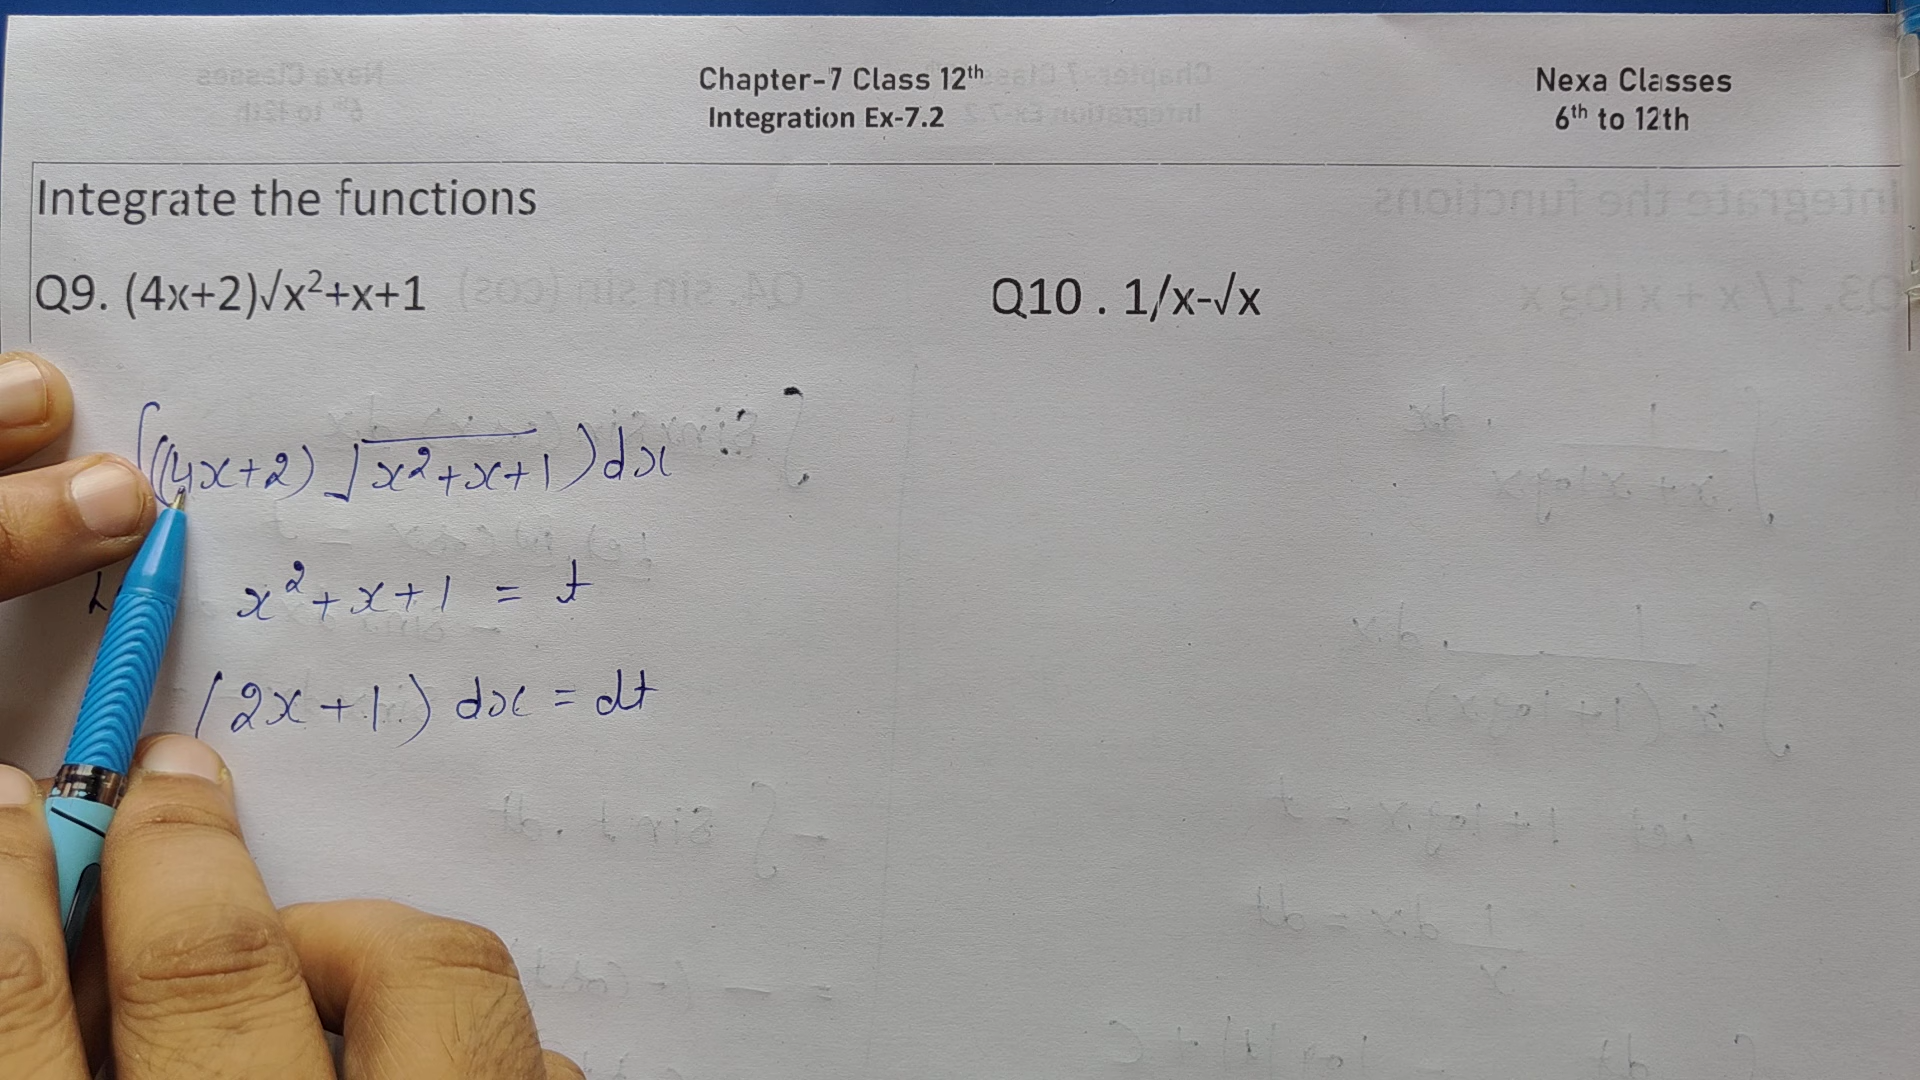 Chapter-7 Class 12th
Integration Ex-7.2
Nexa Classes
6th to 12th
Integrate the functions
Q9. (4x+2)√x²+x+1
Q10 . 1/x-√x
∫((4x+2) √x²+x+1) dx
x²+x+1 = t
(2x+1) dx = dt